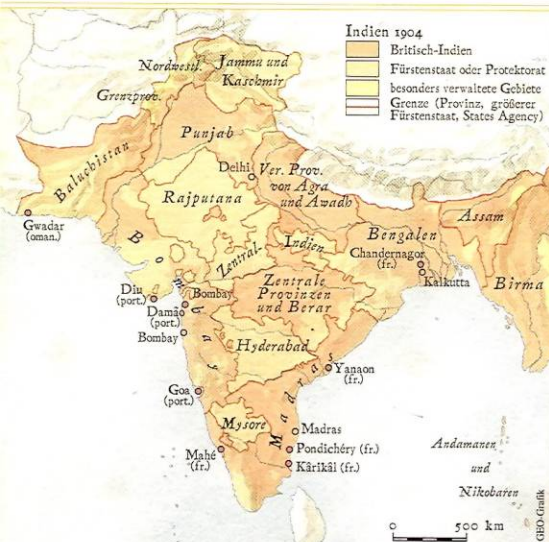 Indien 1904
Britisch-Indien
Fürstenstaat oder Protektorat
besonders verwaltete Gebiete
Grenze (Provinz, größerer
Fürstenstaat, States Agency)
Nordwestl.
Grenzprov.
Jammu und
Kaschmir
Punjab
Baluchistan
Delhi
Ver. Prov.
von Agra
und Awadh
Rajputana
Gwadar
(oman.)
Assam
Bengalen
Zentral-
Indien
Chandernagor
(fr.)
Kalkutta
Birma
Bombay
Diu
(port.)
Damão
(port.)
Bombay
Bombay
Zentrale
Provinzen
und Berar
Hyderabad
Yanaon
(fr.)
Goa
(port.)
Madras
Mysore
Madras
Mahé
(fr.)
Pondichéry (fr.)
Kârikâl (fr.)
Andamanen
und
Nikobaren
0 500 km
GEO-Grafik